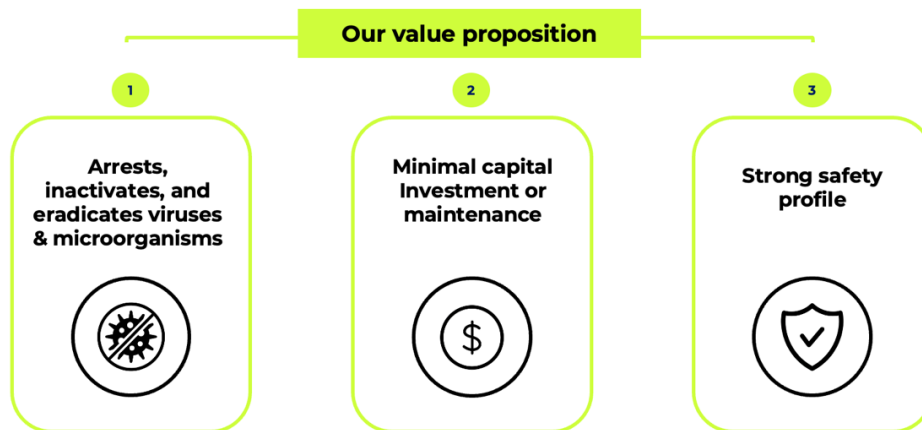 Our value proposition
1
Arrests,
inactivates, and
eradicates viruses
& microorganisms
2
Minimal capital
Investment or
maintenance
$
3
Strong safety
profile